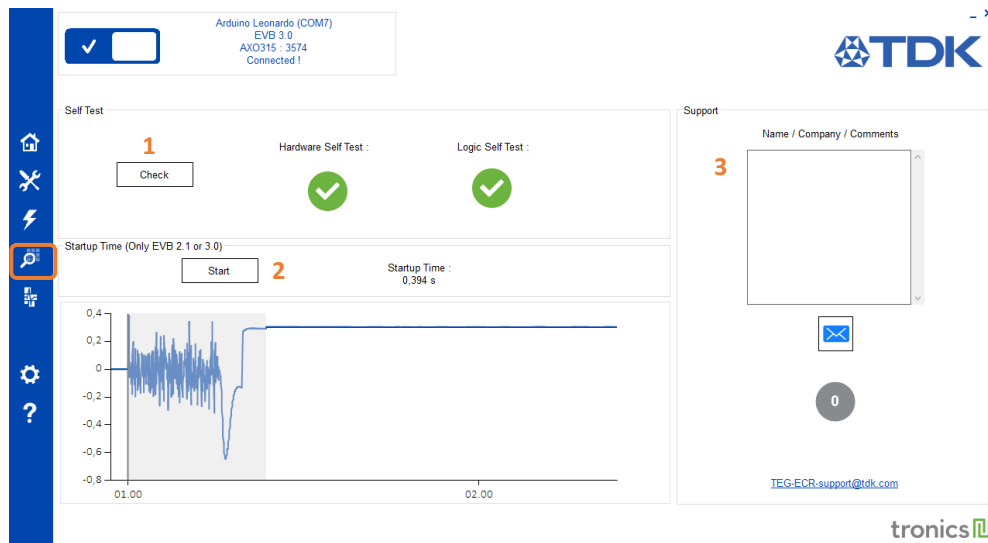 Arduino Leonardo (COM7)
EVB 3.0
AXO315 : 3574
Connected !
TDK
Self Test
1
Check
Hardware Self Test :
Logic Self Test :
Startup Time (Only EVB 2.1 or 3.0)
Start
2
Startup Time :
0,394 s
0,4
0,2
0
-0,2
-0,4
-0,6
-0,8
01.00
02.00
Support
Name / Company / Comments
3
0
TEG-ECR-support@tdk.com
?
tronics